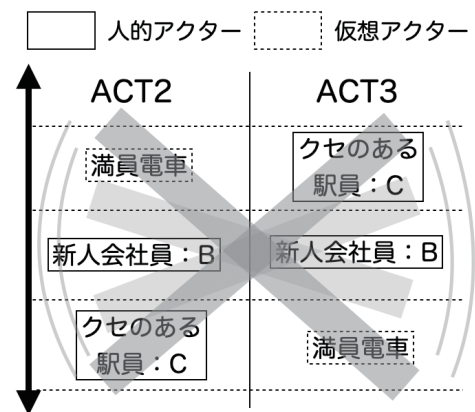 人的アクター 仮想アクター
ACT2 ACT3
満員電車
クセのある
駅員：C
新人会社員：B 新人会社員：B
クセのある
駅員：C
満員電車